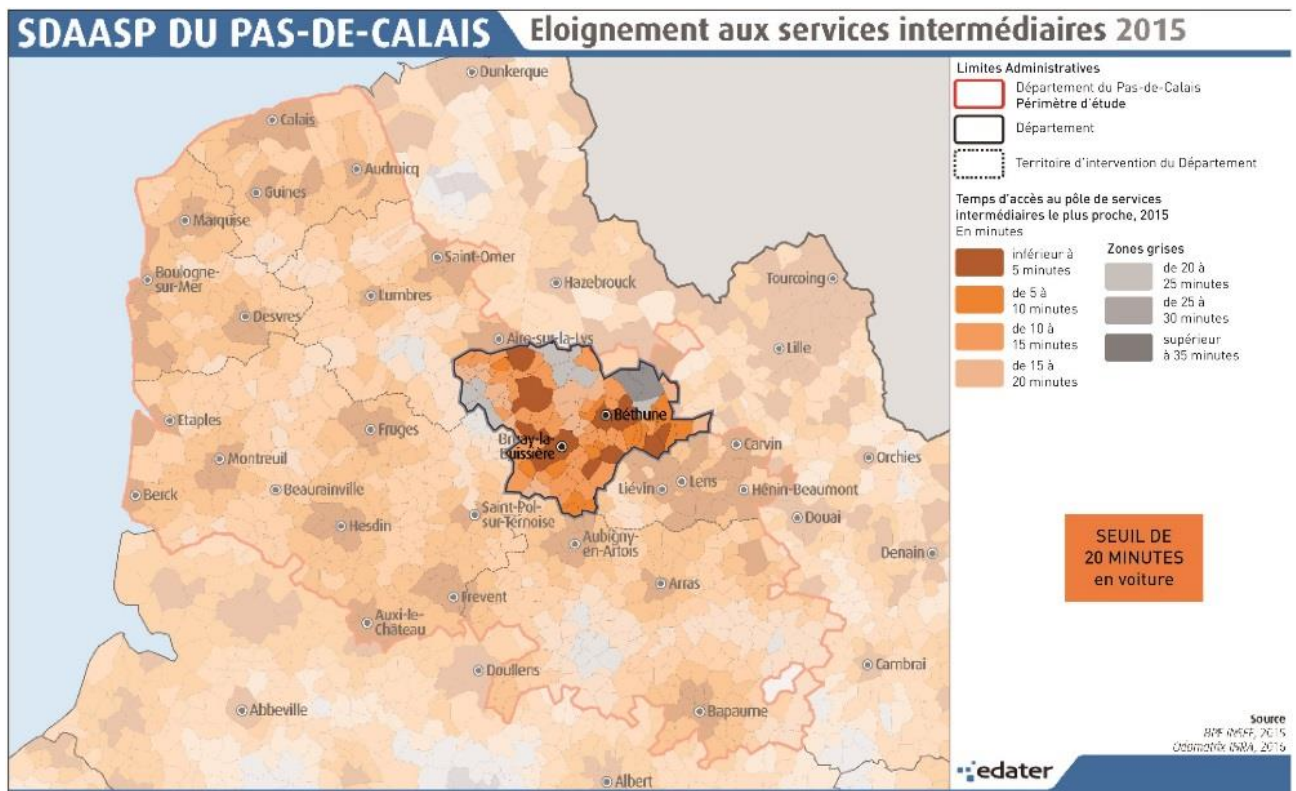 SDAASP DU PAS-DE-CALAIS
Eloignement aux services intermédiaires 2015
Limites Administratives
Département du Pas-de-Calais
Périmètre d'étude
Département
Territoire d'intervention du Département
Temps d'accès au pôle de services
intermédiaires le plus proche, 2015
En minutes
inférieur à
5 minutes
de 5 à
10 minutes
de 10 à
15 minutes
de 15 à
20 minutes
Zones grises
de 20 à
25 minutes
de 25 à
30 minutes
supérieur
à 35 minutes
SEUIL DE
20 MINUTES
en voiture
Source
BPE INSEE, 2015
Odomatrix INRA, 2016
edater
Dunkerque
Calais
Audruicq
Guines
Marquise
Saint-Omer
Boulogne-
sur-Mer
Hazebrouck
Tourcoing
Lumbres
Desvres
Aire-sur-la-Lys
Lille
Béthune
Etaples
Fruges
Bruay-la-
Buissière
Carvin
Montreuil
Orchies
Beaurainville
Berck
Liévin
Lens
Hénin-Beaumont
Hesdin
Saint-Pol-
sur-Ternoise
Douai
Aubigny-
en-Artois
Denain
Arras
Frevent
Auxi-le-
Château
Doullens
Cambrai
Abbeville
Bapaume
Albert